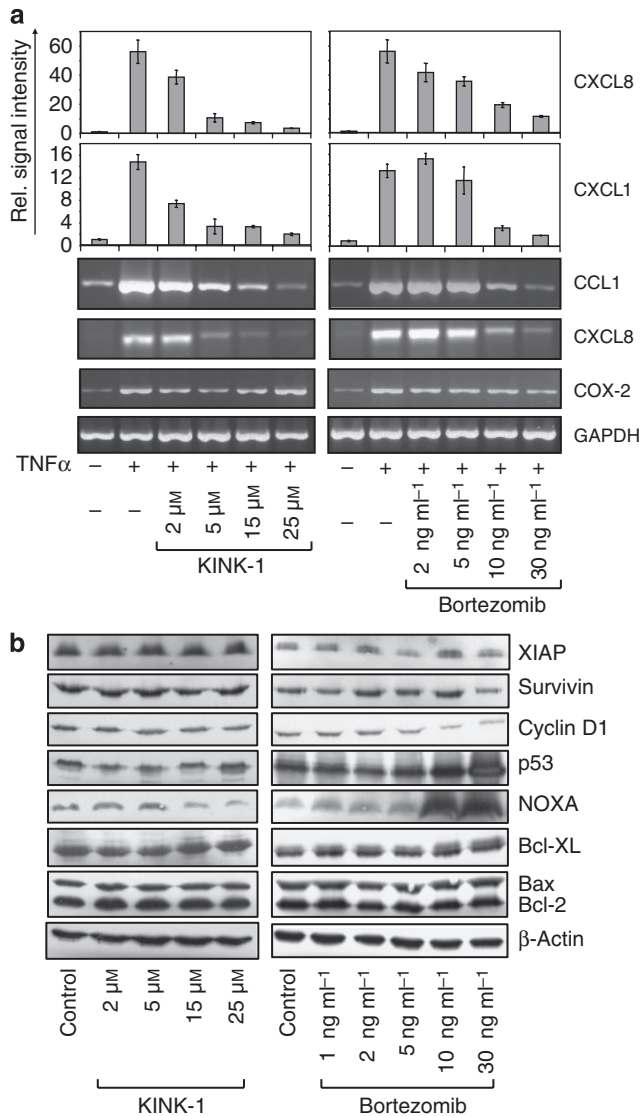 a
Rel. signal intensity
60
40
20
0
CXCL8
16
12
8
4
0
CXCL1
CCL1
CXCL8
COX-2
GAPDH
TNFα – + + + + + – + + + + +
– – 2 μM 5 μM 15 μM 25 μM – – 2 ng ml⁻¹ 5 ng ml⁻¹ 10 ng ml⁻¹ 30 ng ml⁻¹
KINK-1
Bortezomib
b
XIAP
Survivin
Cyclin D1
p53
NOXA
Bcl-XL
Bax
Bcl-2
β-Actin
Control 2 μM 5 μM 15 μM 25 μM Control 1 ng ml⁻¹ 2 ng ml⁻¹ 5 ng ml⁻¹ 10 ng ml⁻¹ 30 ng ml⁻¹
KINK-1 Bortezomib